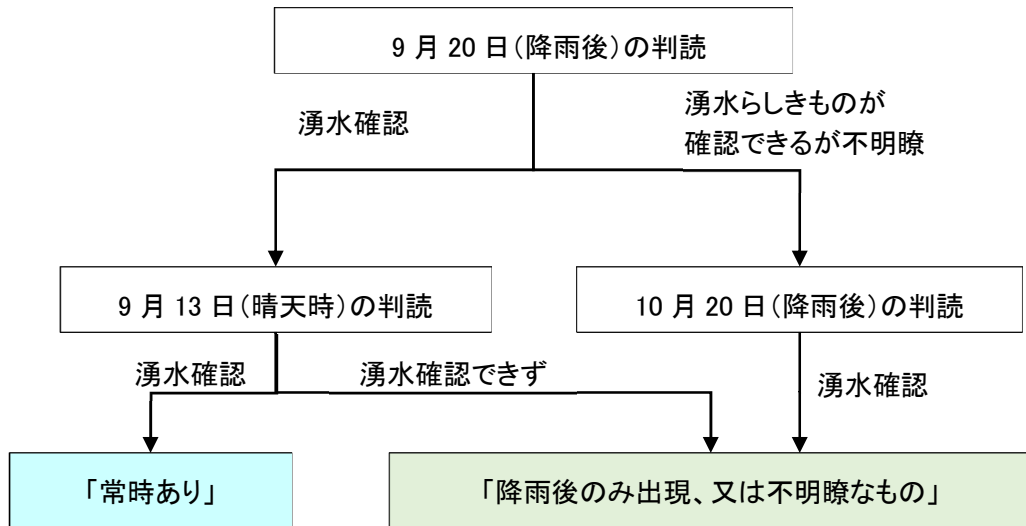 9 月 20 日（降雨後）の判読
湧水確認
湧水らしきものが
確認できるが不明瞭
9 月 13 日（晴天時）の判読
10 月 20 日（降雨後）の判読
湧水確認
湧水確認できず
湧水確認
「常時あり」
「降雨後のみ出現、又は不明瞭なもの」